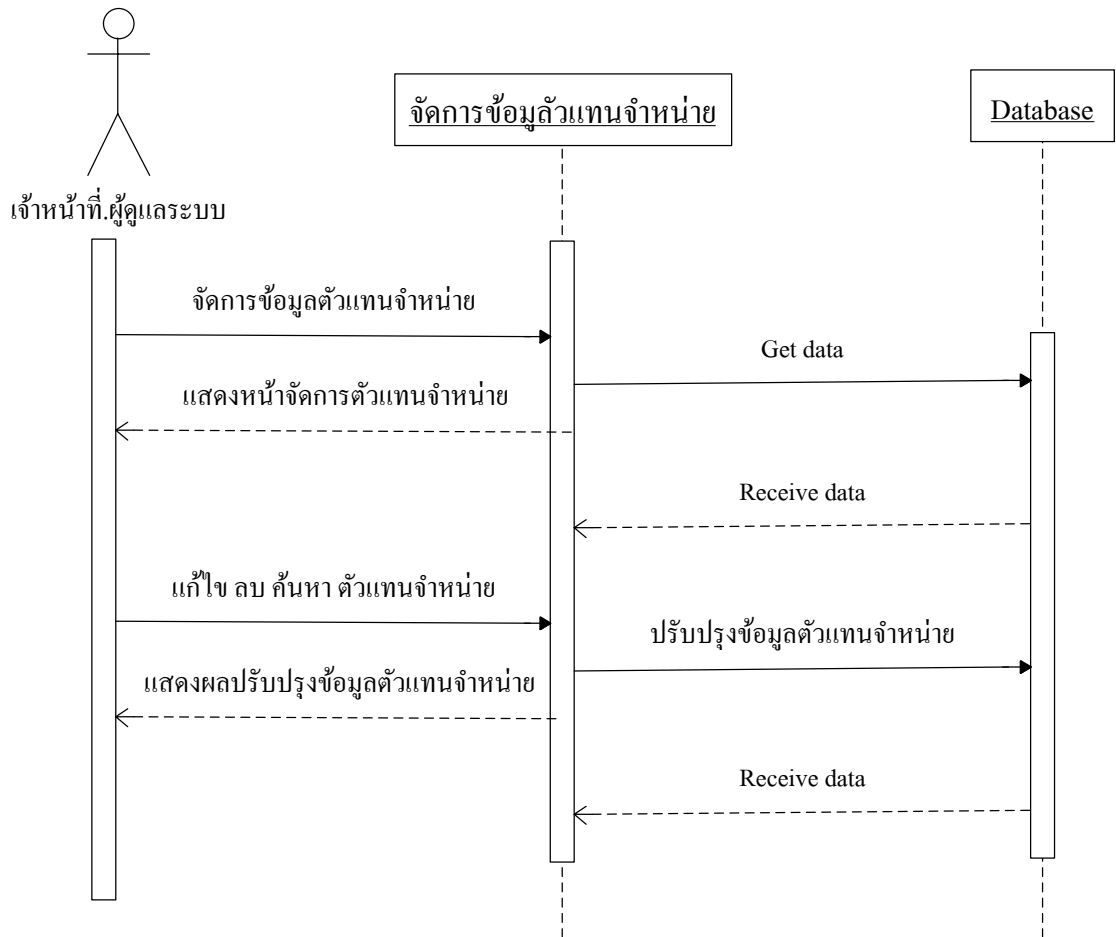 จัดการข้อมูลัวแทนจำหน่าย
Database
เจ้าหน้าที่.ผู้ดูแลระบบ
จัดการข้อมูลตัวแทนจำหน่าย
Get data
แสดงหน้าจัดการตัวแทนจำหน่าย
Receive data
แก้ไข ลบ ค้นหา ตัวแทนจำหน่าย
ปรับปรุงข้อมูลตัวแทนจำหน่าย
แสดงผลปรับปรุงข้อมูลตัวแทนจำหน่าย
Receive data